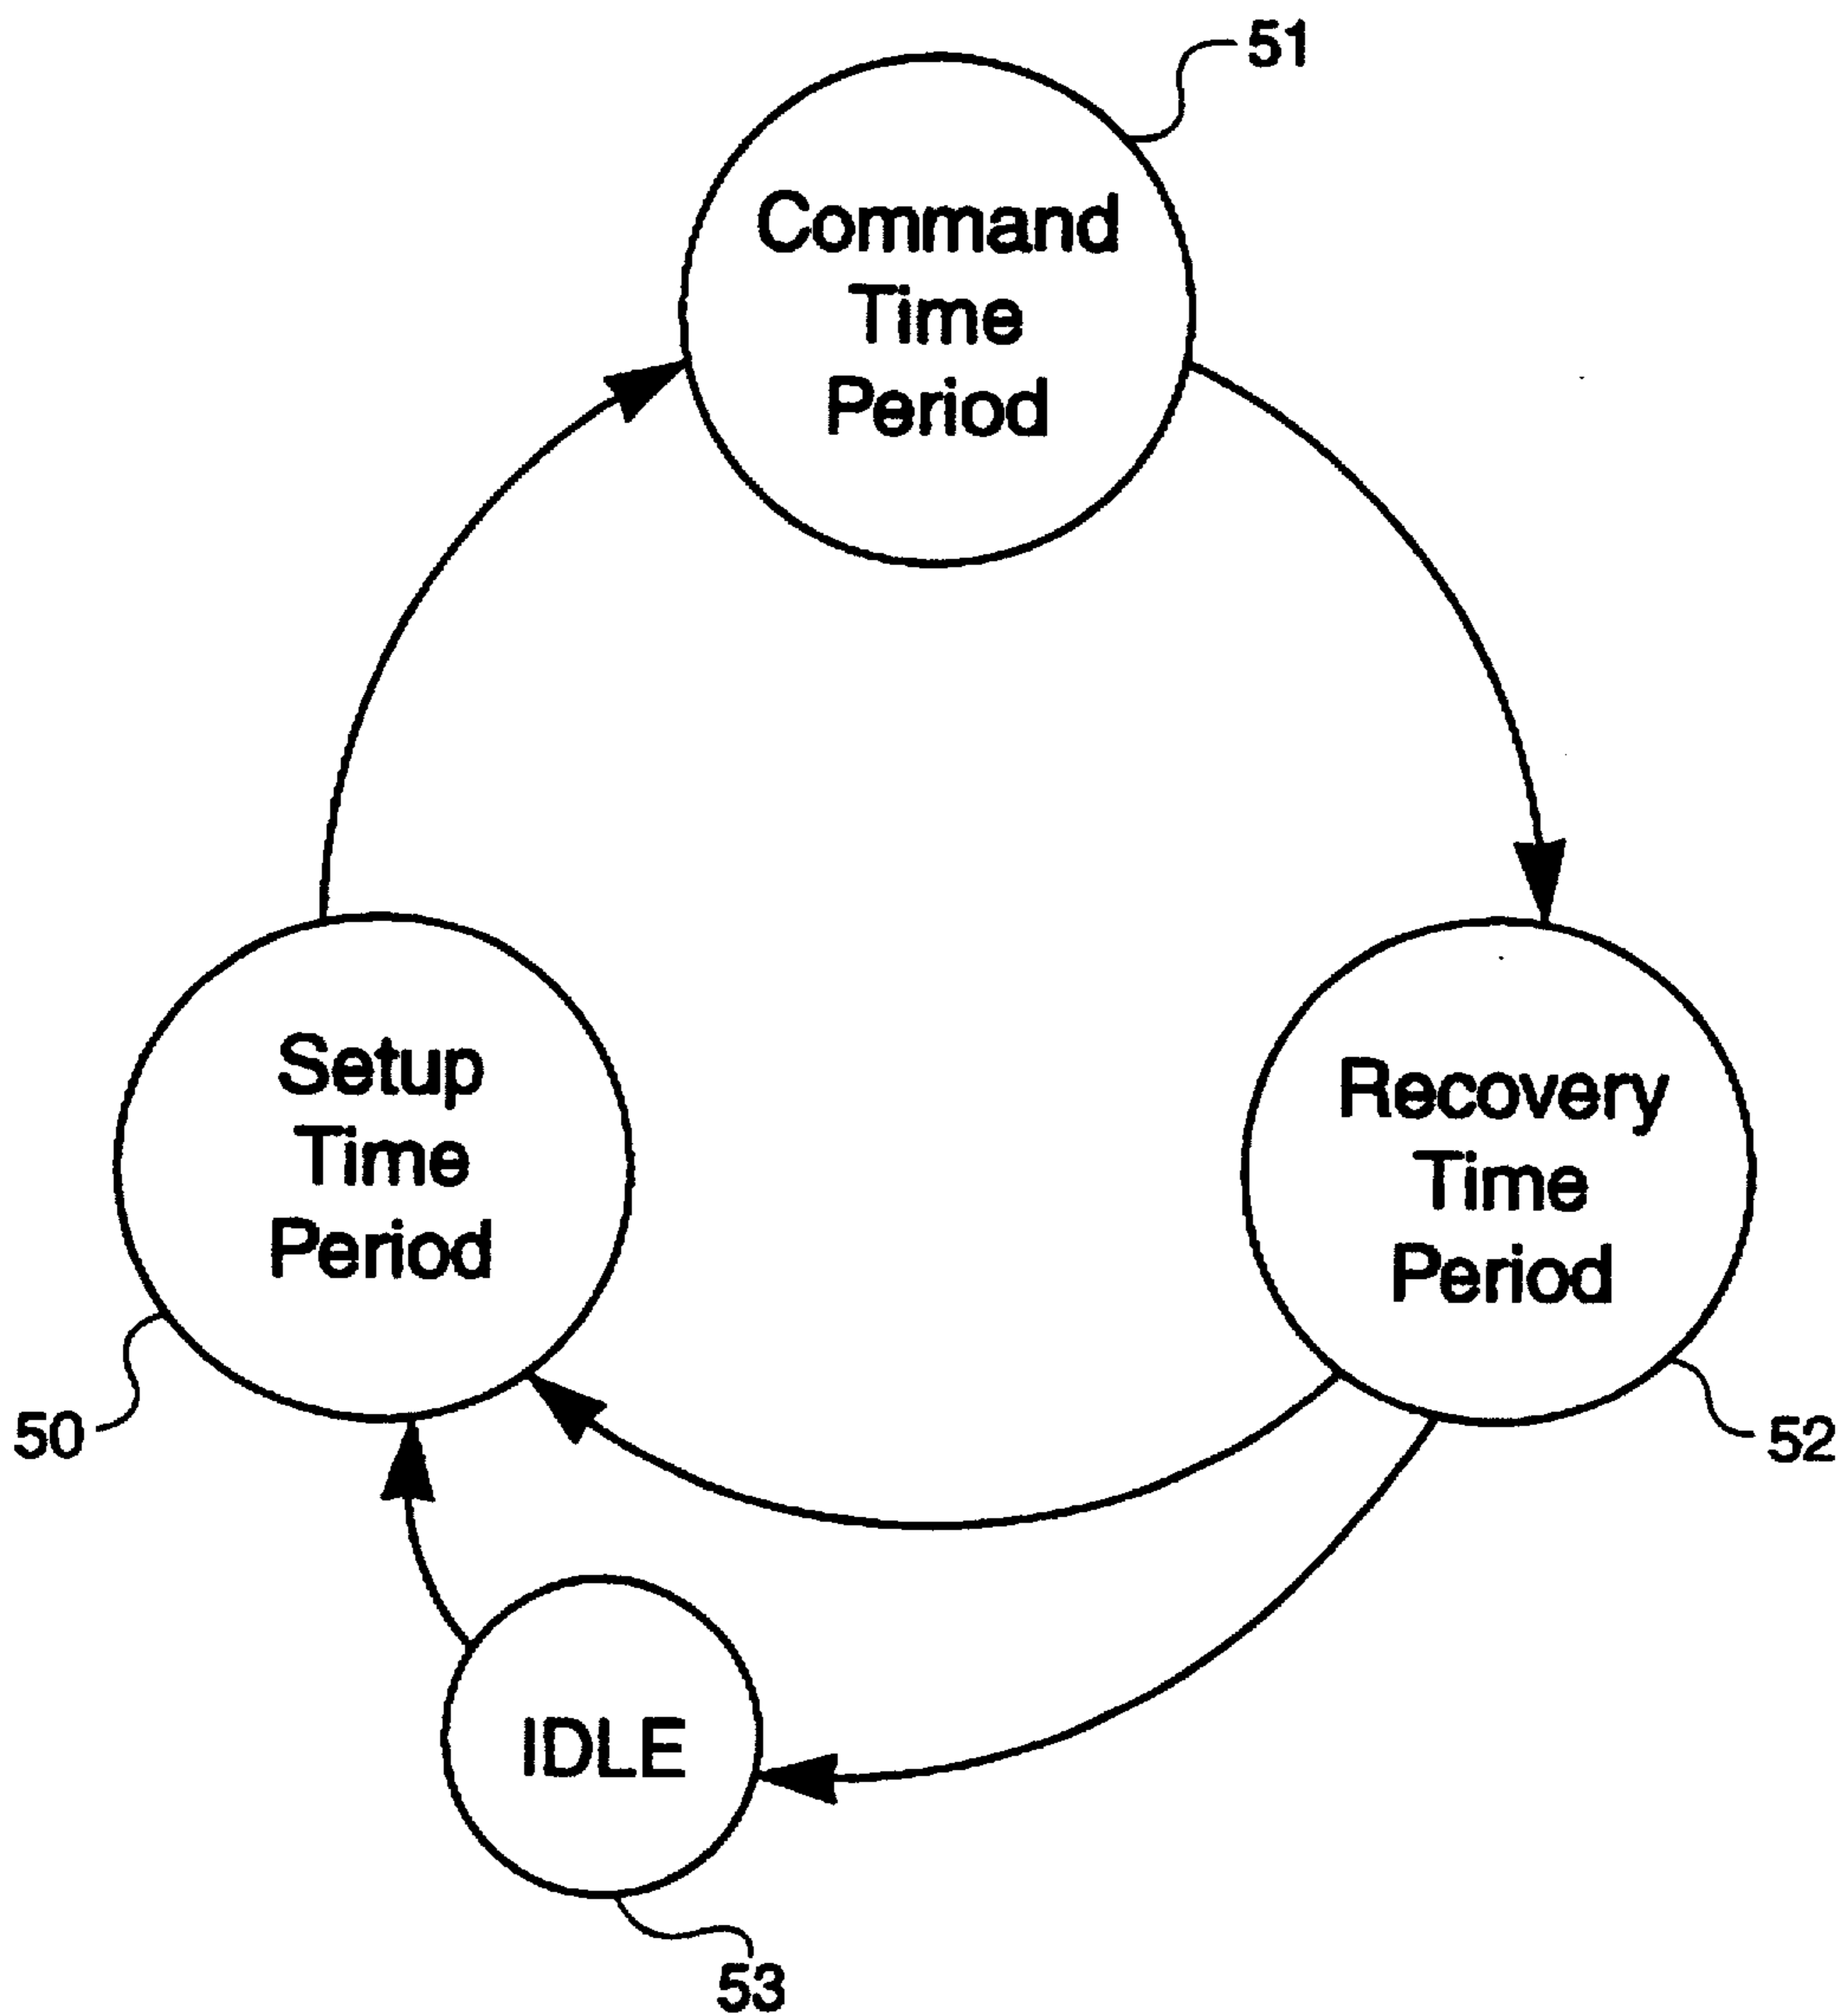 51
Command
Time
Period
Setup
Time
Period
Recovery
Time
Period
50
52
IDLE
53